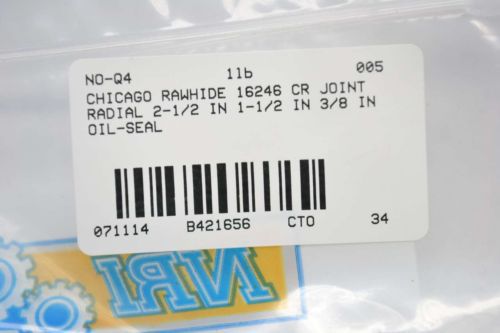 NO-Q4 11b 005
CHICAGO RAWHIDE 16246 CR JOINT
RADIAL 2-1/2 IN 1-1/2 IN 3/8 IN
OIL-SEAL
071114 B421656 CTO 34
NRI